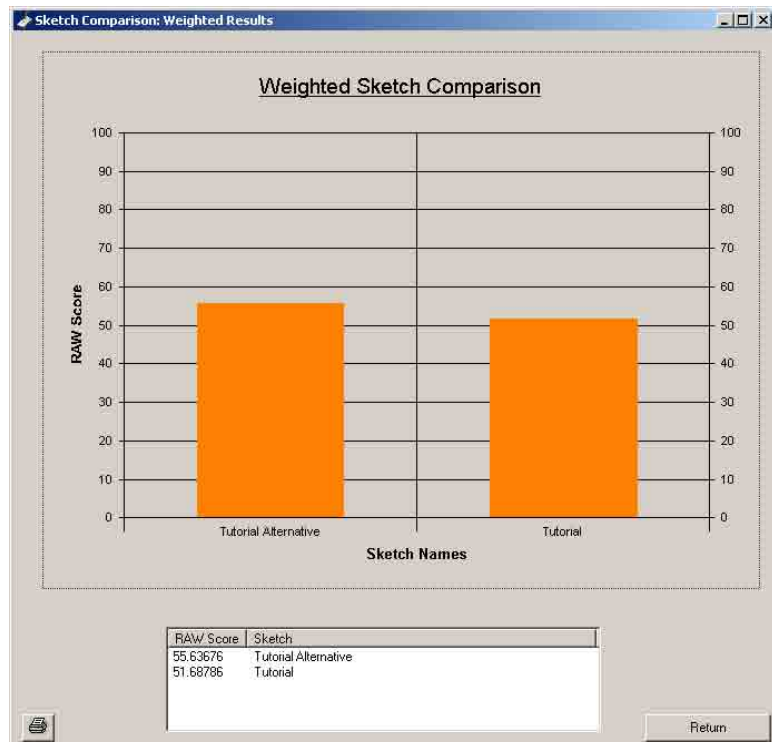 Sketch Comparison: Weighted Results
Weighted Sketch Comparison
100 100
90 90
80 80
70 70
60 60
50 50
40 40
30 30
20 20
10 10
0 0
RAW Score
Tutorial Alternative Tutorial
Sketch Names
RAW Score Sketch
55.63676 Tutorial Alternative
51.68786 Tutorial
Return